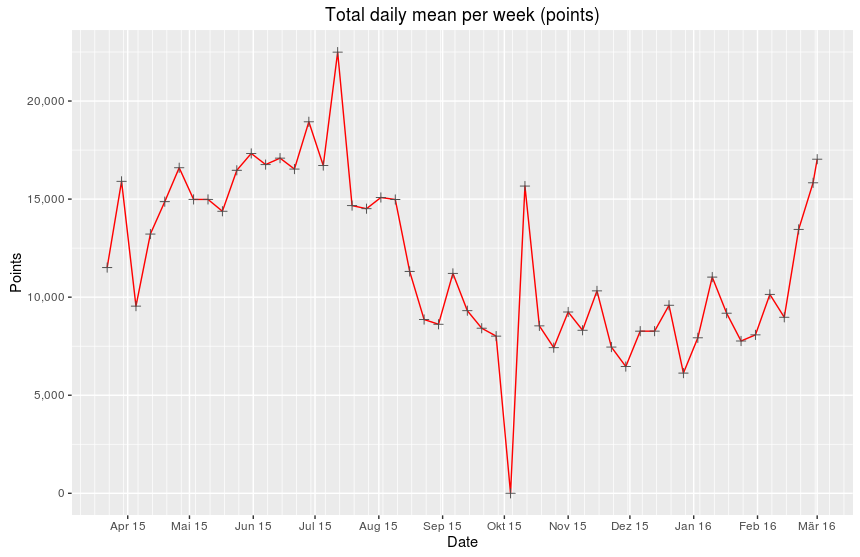 Total daily mean per week (points)
20,000
15,000
10,000
5,000
0
Points
Apr 15 Mai 15 Jun 15 Jul 15 Aug 15 Sep 15 Okt 15 Nov 15 Dez 15 Jan 16 Feb 16 Mär 16
Date